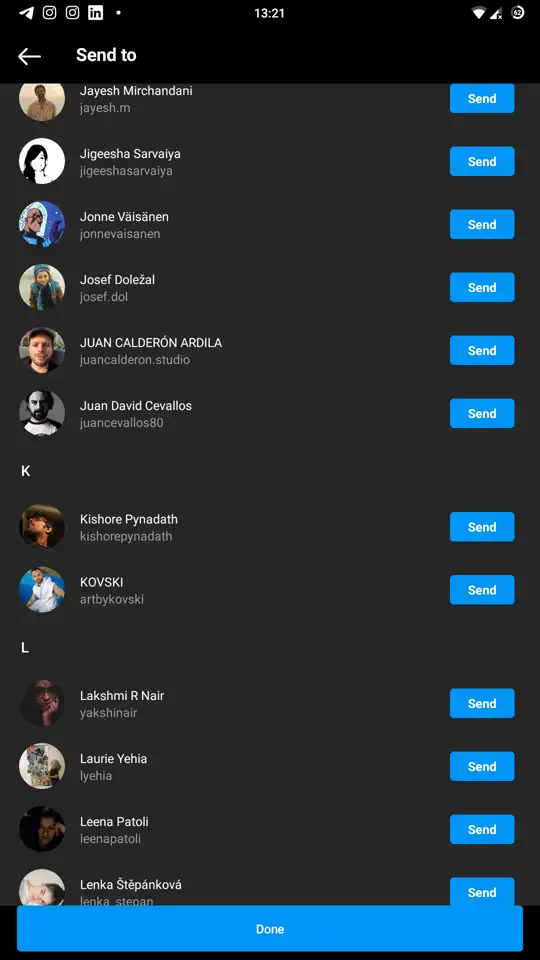 13:21
62
Send to
Jayesh Mirchandani
jayesh.m
Send
Jigeesha Sarvaiya
jigeeshasarvaiya
Send
Jonne Väisänen
jonnevaisanen
Send
Josef Doležal
josef.dol
Send
JUAN CALDERÓN ARDILA
juancalderon.studio
Send
Juan David Cevallos
juancevallos80
Send
K
Kishore Pynadath
kishorepynadath
Send
KOVSKI
artbykovski
Send
L
Lakshmi R Nair
yakshinair
Send
Laurie Yehia
lyehia
Send
Leena Patoli
leenapatoli
Send
Lenka Štěpánková
lenka_stepan
Send
Done